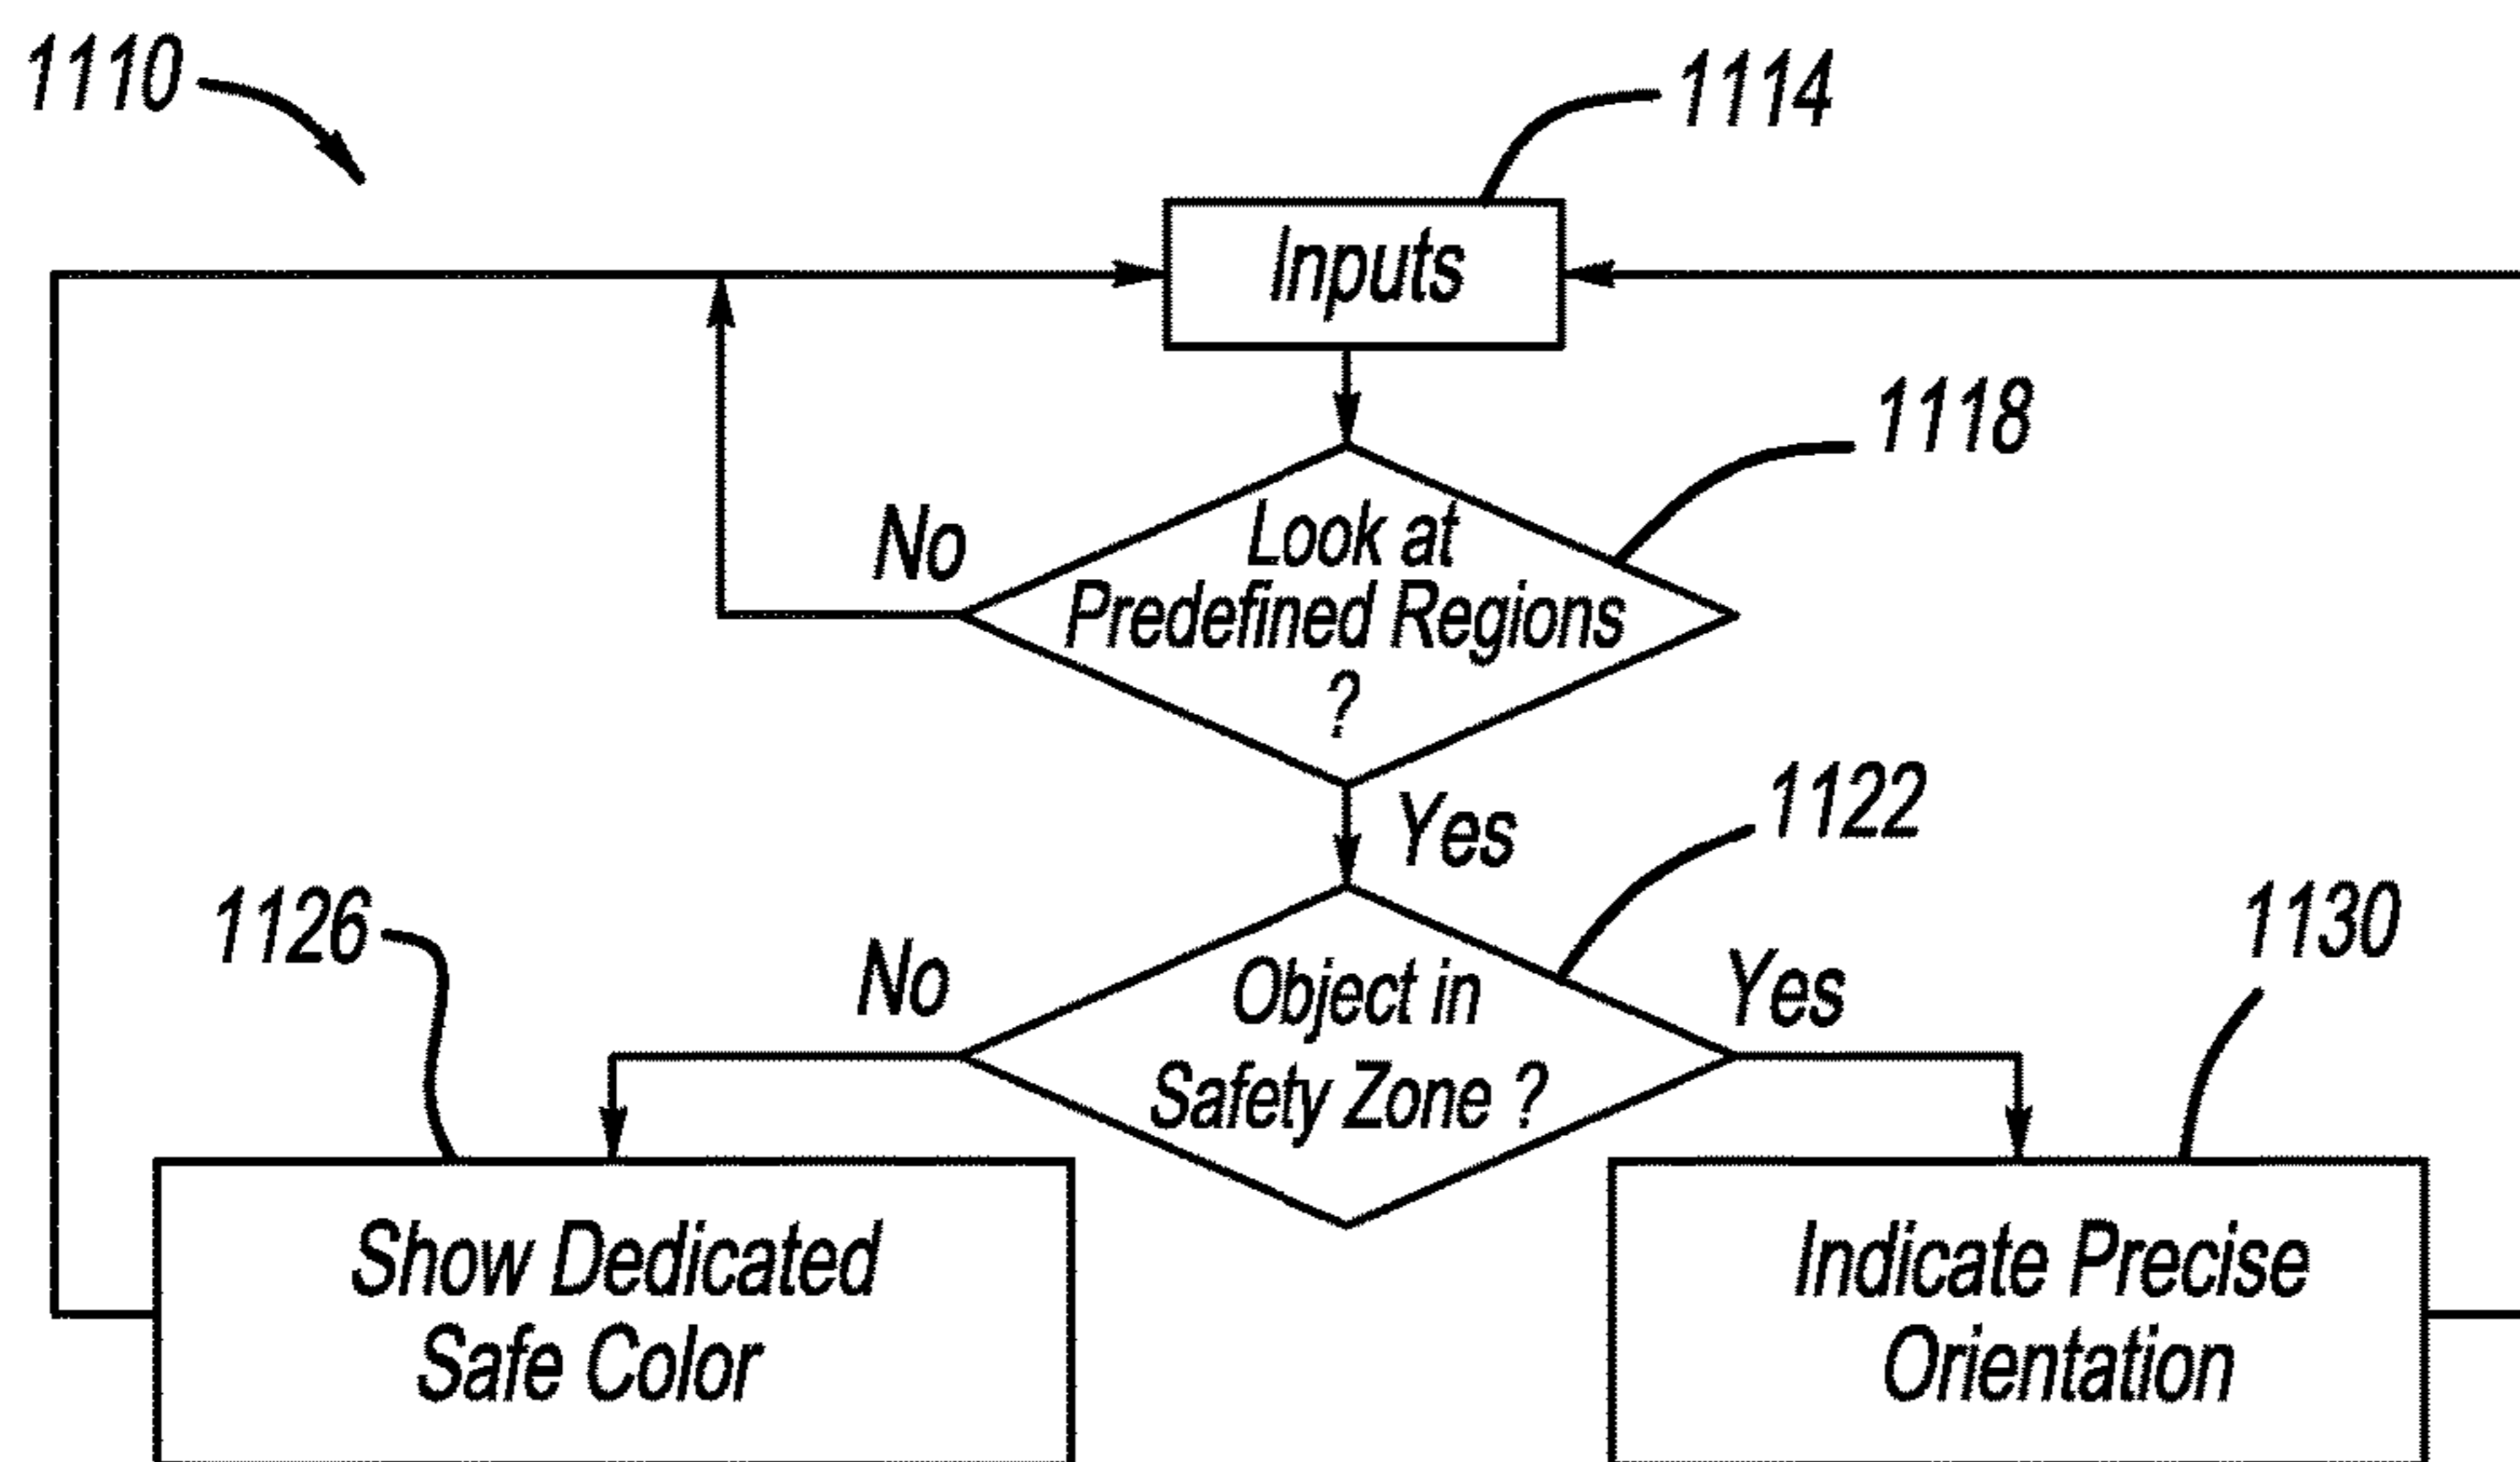 1110
1114
Inputs
1118
No
Look at
Predefined Regions
?
Yes
1122
1126
1130
No
Object in
Safety Zone ?
Yes
Show Dedicated
Safe Color
Indicate Precise
Orientation